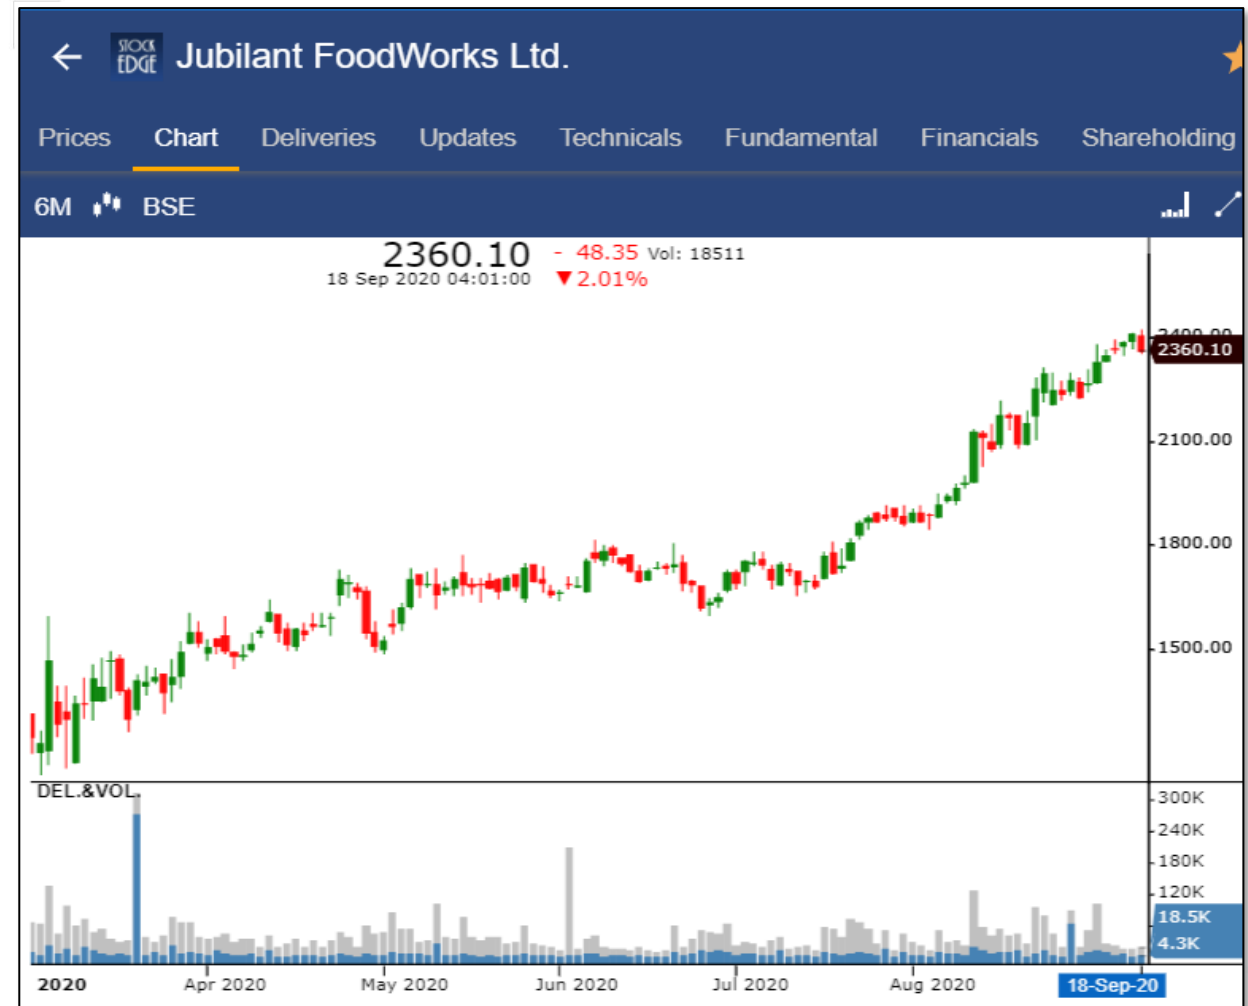 STOCK EDGE Jubilant FoodWorks Ltd.
Prices Chart Deliveries Updates Technicals Fundamental Financials Shareholding
6M BSE
2360.10 - 48.35 Vol: 18511
18 Sep 2020 04:01:00 ▼2.01%
2400.00
2360.10
2100.00
1800.00
1500.00
DEL.&VOL.
300K
240K
180K
120K
18.5K
4.3K
2020 Apr 2020 May 2020 Jun 2020 Jul 2020 Aug 2020 18-Sep-20